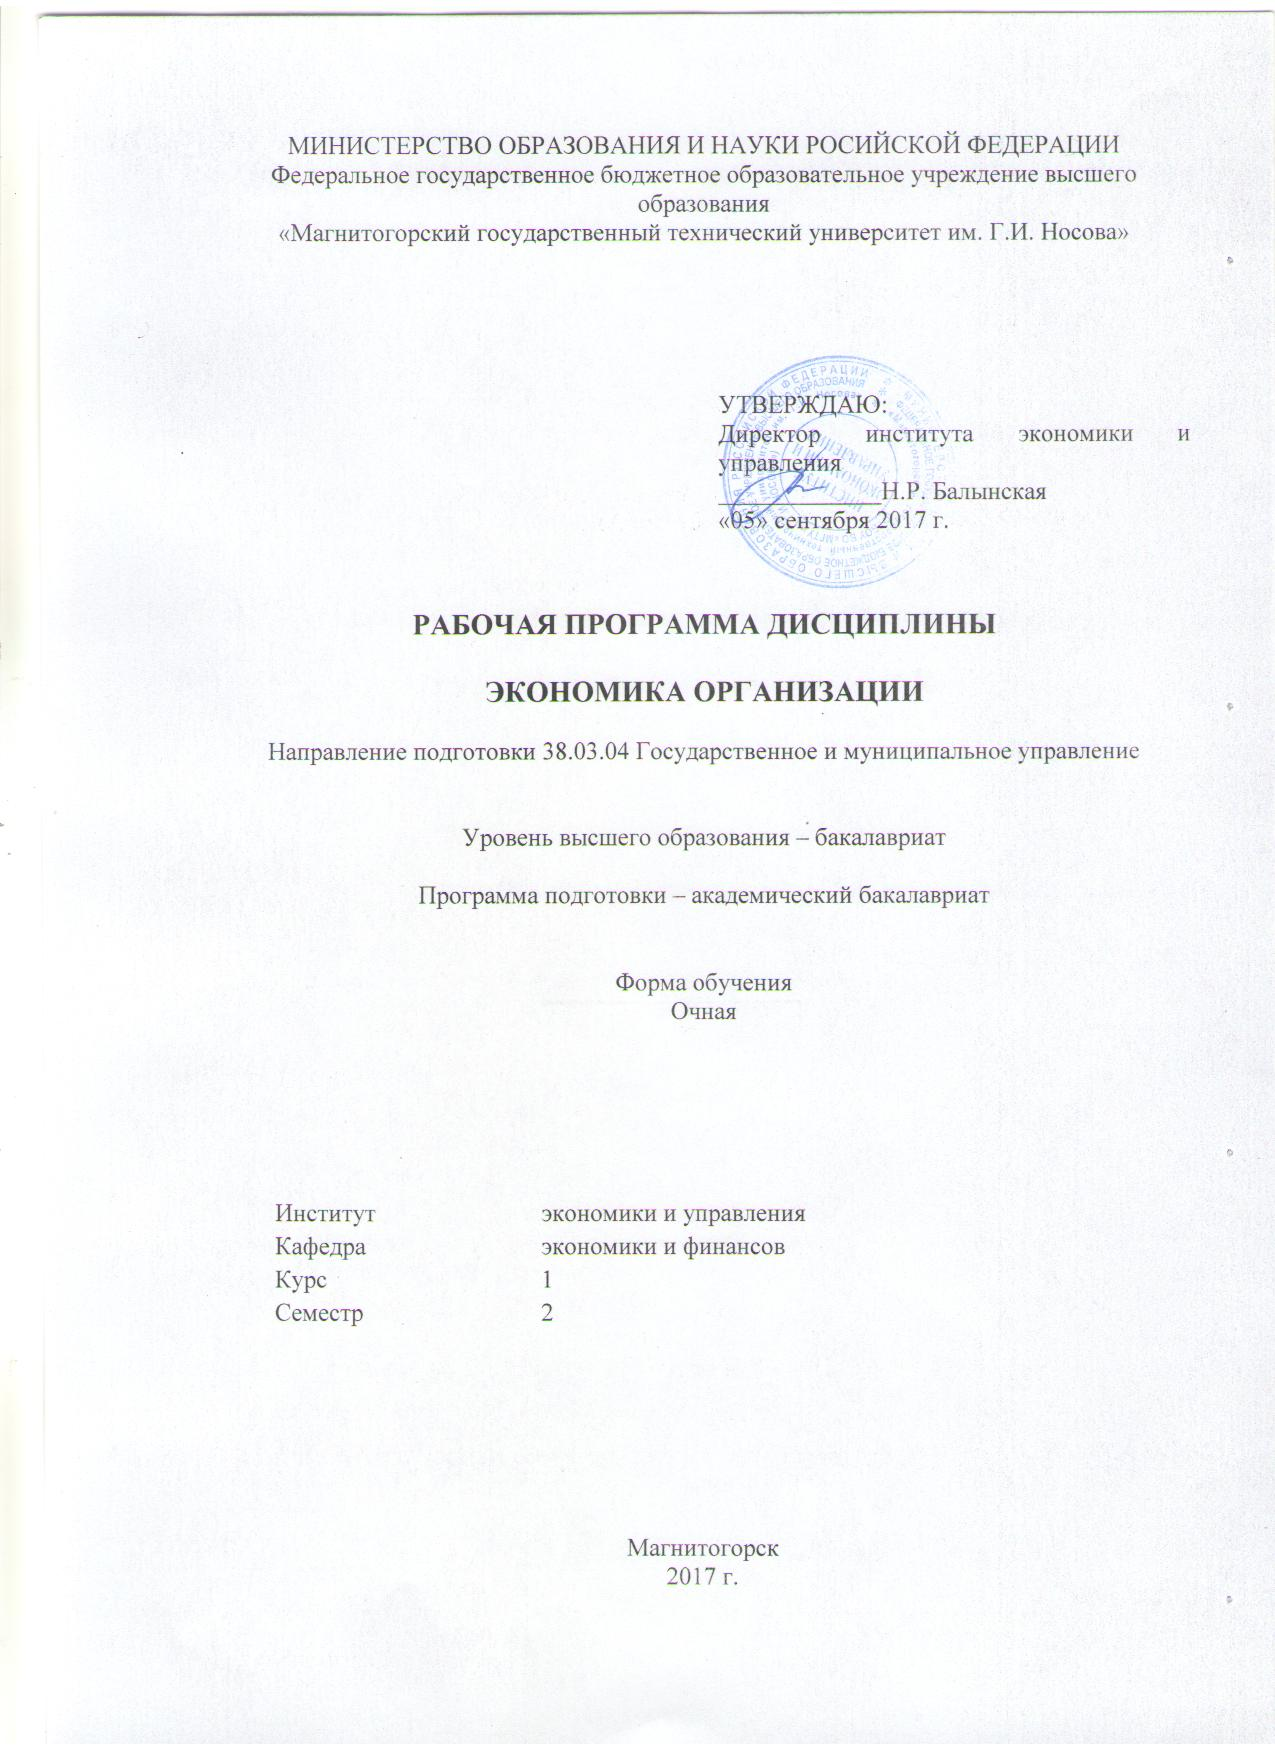 МИНИСТЕРСТВО ОБРАЗОВАНИЯ И НАУКИ РОСИЙСКОЙ ФЕДЕРАЦИИ
Федеральное государственное бюджетное образовательное учреждение высшего
образования
«Магнитогорский государственный технический университет им. Г.И. Носова»
УТВЕРЖДАЮ:
Директор института экономики и
управления
_____________Н.Р. Балынская
«05» сентября 2017 г.
РАБОЧАЯ ПРОГРАММА ДИСЦИПЛИНЫ
ЭКОНОМИКА ОРГАНИЗАЦИИ
Направление подготовки 38.03.04 Государственное и муниципальное управление
Уровень высшего образования – бакалавриат
Программа подготовки – академический бакалавриат
Форма обучения
Очная
Институт экономики и управления
Кафедра экономики и финансов
Курс 1
Семестр 2
Магнитогорск
2017 г.